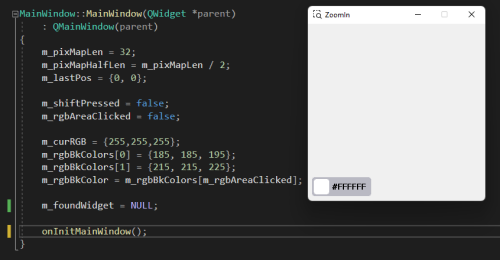 MainWindow::MainWindow(QWidget *parent)
: QMainWindow(parent)
{
m_pixMapLen = 32;
m_pixMapHalfLen = m_pixMapLen / 2;
m_lastPos = {0, 0};
m_shiftPressed = false;
m_rgbAreaClicked = false;
m_curRGB = {255,255,255};
m_rgbBkColors[0] = {185, 185, 195};
m_rgbBkColors[1] = {215, 215, 225};
m_rgbBkColor = m_rgbBkColors[m_rgbAreaClicked];
m_foundWidget = NULL;
onInitMainWindow();
}
ZoomIn
#FFFFFF